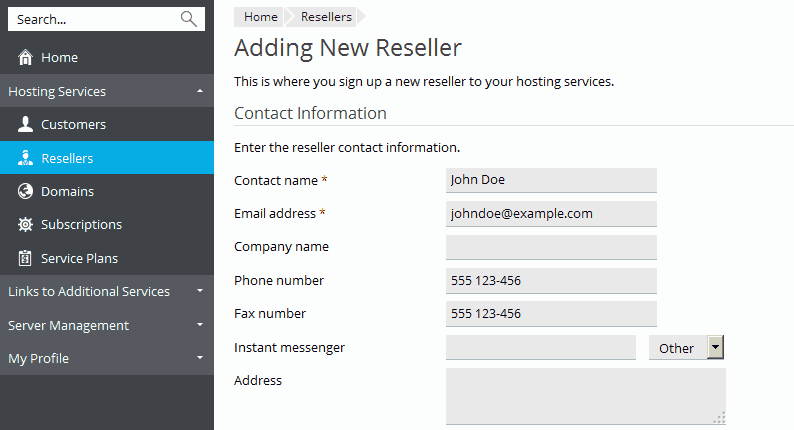 Search...
Home
Hosting Services
Customers
Resellers
Domains
Subscriptions
Service Plans
Links to Additional Services
Server Management
My Profile
Home Resellers
Adding New Reseller
This is where you sign up a new reseller to your hosting services.
Contact Information
Enter the reseller contact information.
Contact name * John Doe
Email address * johndoe@example.com
Company name
Phone number 555 123-456
Fax number 555 123-456
Instant messenger Other
Address